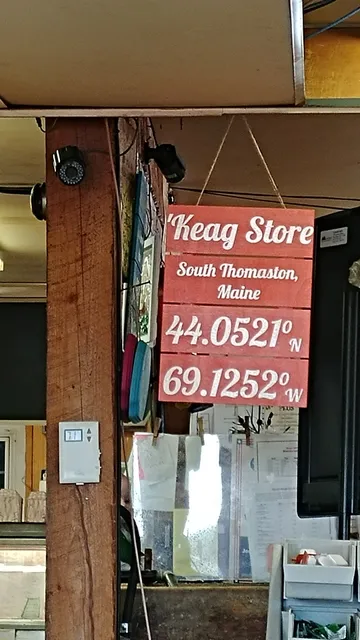 'Keag Store
South Thomaston,
Maine
44.0521° N
69.1252° W